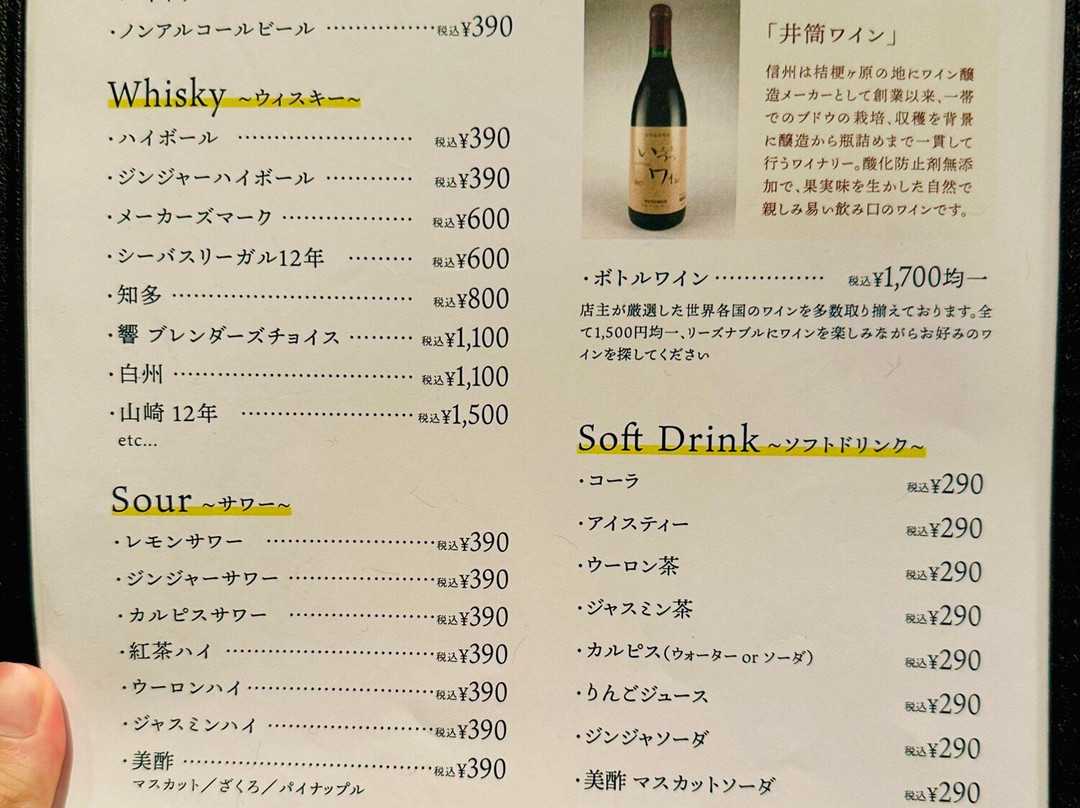 ・ノンアルコールビール ……………税込¥390
Whisky ～ウィスキー～
・ハイボール ………………… 税込¥390
・ジンジャーハイボール ………… 税込¥390
・メーカーズマーク ……………… 税込¥600
・シーバスリーガル12年 ……… 税込¥600
・知多 ……………………………… 税込¥800
・響 ブレンダーズチョイス ……… 税込¥1,100
・白州 ……………………………… 税込¥1,100
・山崎 12年 ……………………税込¥1,500
etc...
Sour ～サワー～
・レモンサワー ……………………税込¥390
・ジンジャーサワー …………………税込¥390
・カルピスサワー …………………税込¥390
・紅茶ハイ …………………………税込¥390
・ウーロンハイ………………………税込¥390
・ジャスミンハイ ……………………税込¥390
・美酢 ………………………………税込¥390
マスカット／ざくろ／パイナップル
いづつ
ワイン
「井筒ワイン」
信州は桔梗ヶ原の地にワイン醸
造メーカーとして創業以来、一帯
でのブドウの栽培、収穫を背景
に醸造から瓶詰めまで一貫して
行うワイナリー。酸化防止剤無添
加で、果実味を生かした自然で
親しみ易い飲み口のワインです。
・ボトルワイン …………… 税込¥1,700均一
店主が厳選した世界各国のワインを多数取り揃えております。全
て1,500円均一、リーズナブルにワインを楽しみながらお好みのワ
インを探してください
Soft Drink ～ソフトドリンク～
・コーラ 税込¥290
・アイスティー 税込¥290
・ウーロン茶 税込¥290
・ジャスミン茶 税込¥290
・カルピス（ウォーター or ソーダ） 税込¥290
・りんごジュース 税込¥290
・ジンジャソーダ 税込¥290
・美酢 マスカットソーダ 税込¥290